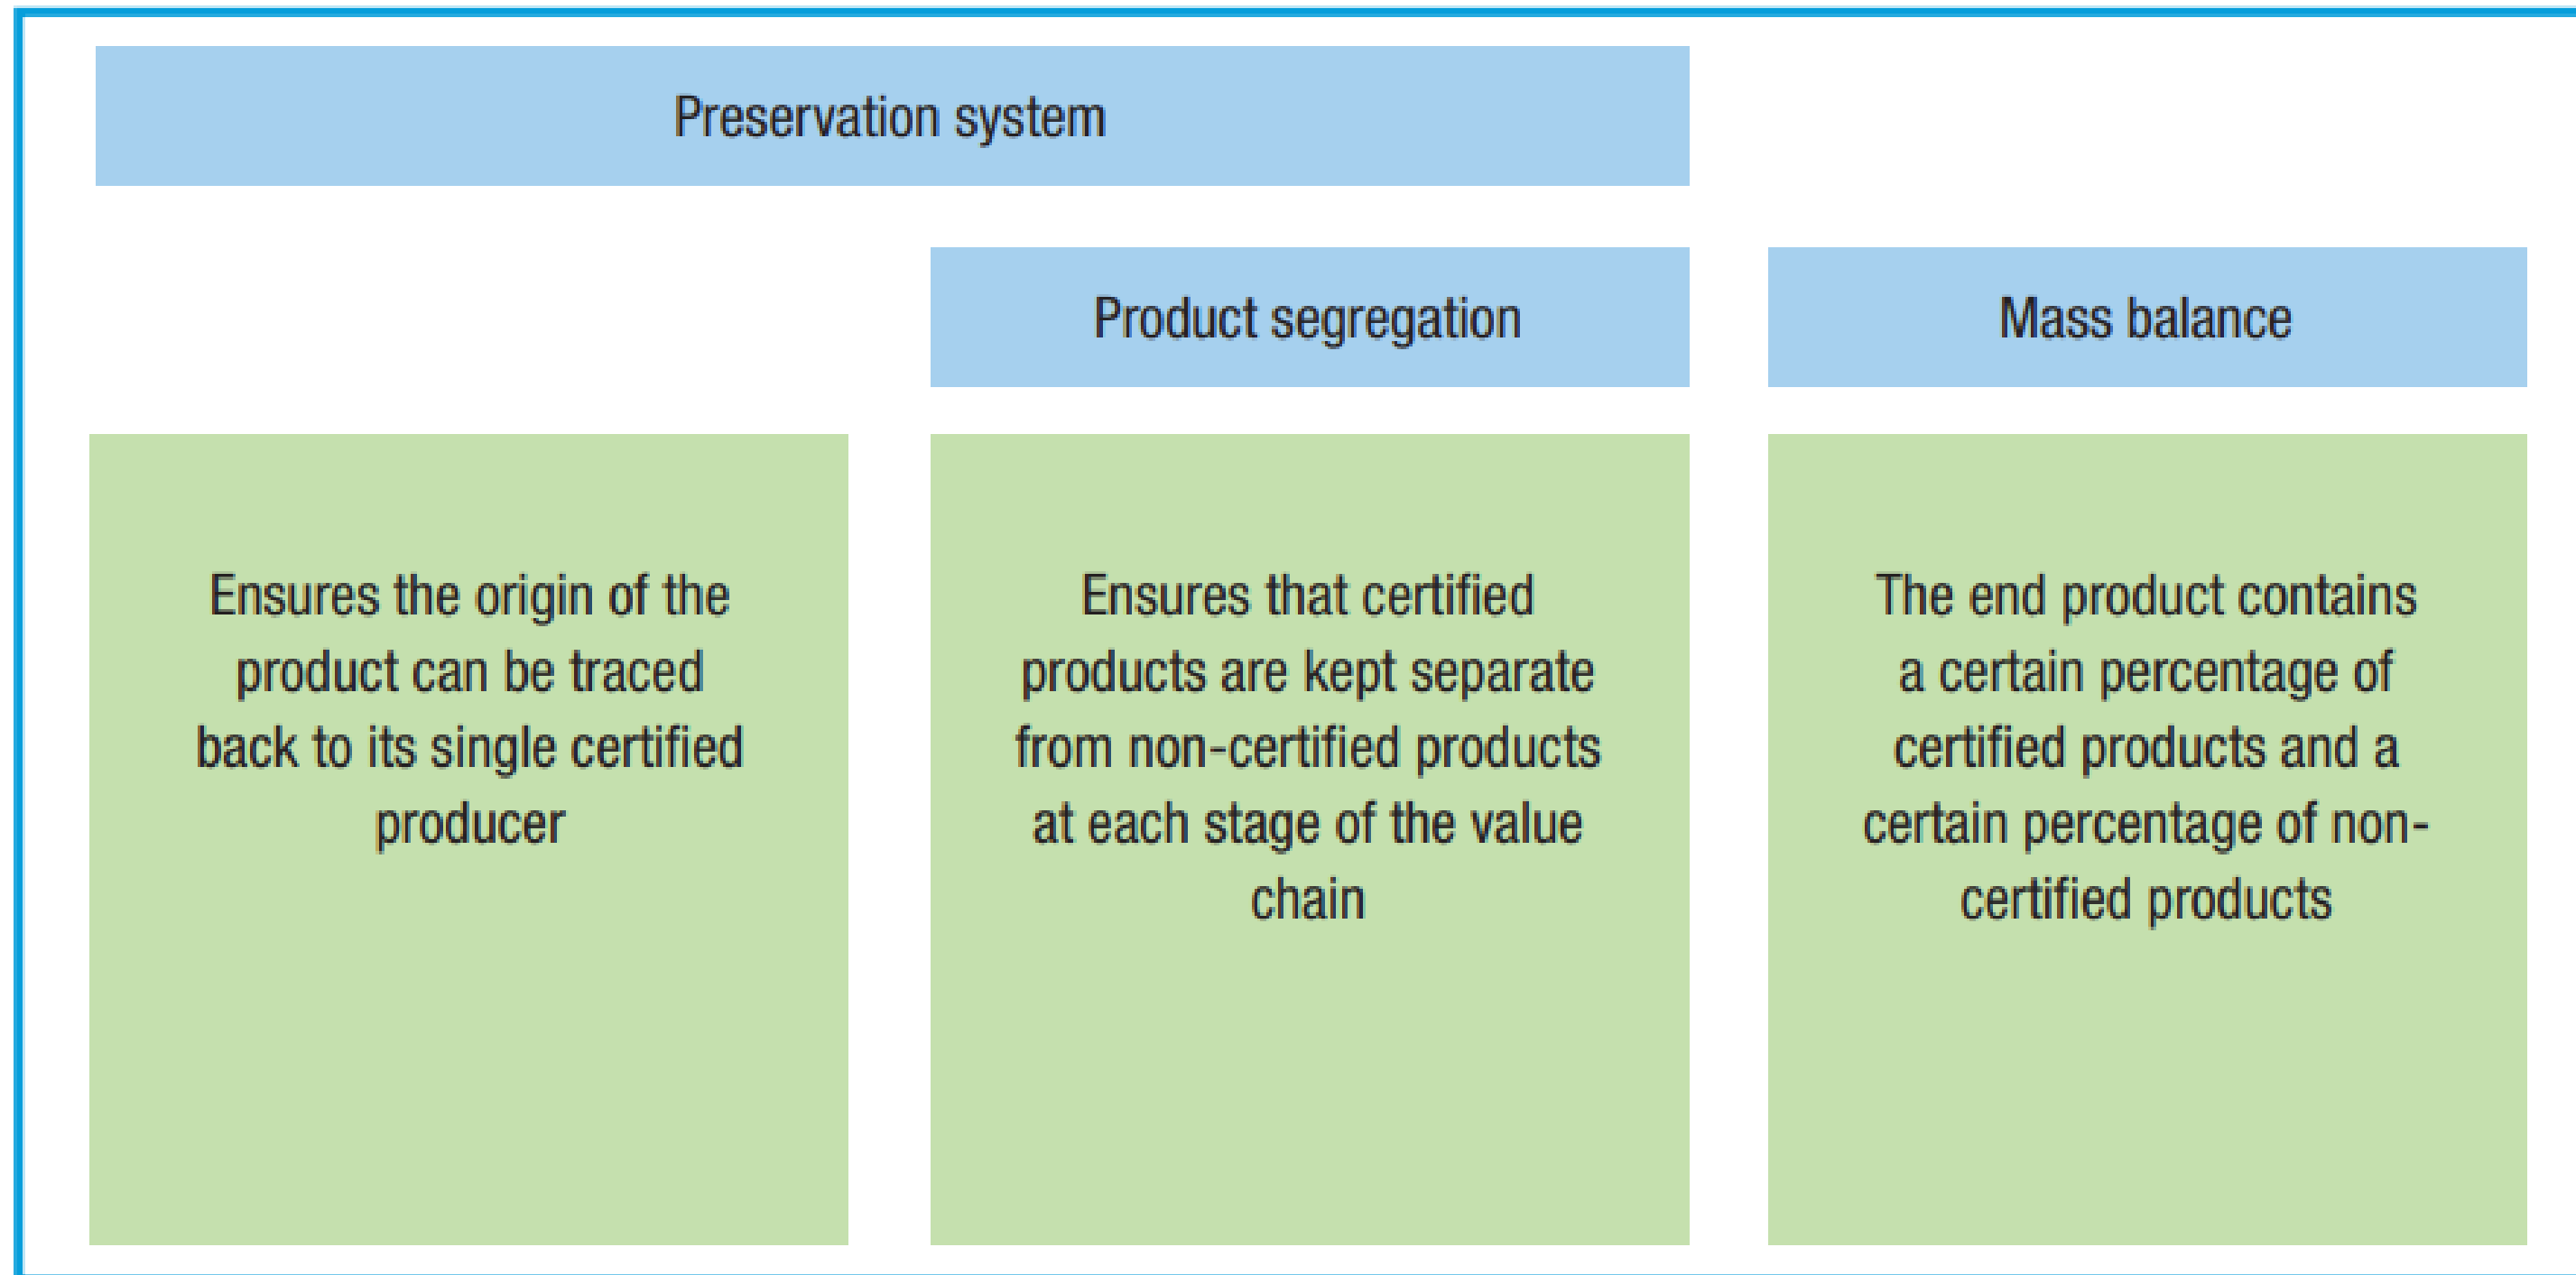 Preservation system
Product segregation
Mass balance
Ensures the origin of the
product can be traced
back to its single certified
producer
Ensures that certified
products are kept separate
from non-certified products
at each stage of the value
chain
The end product contains
a certain percentage of
certified products and a
certain percentage of non-
certified products